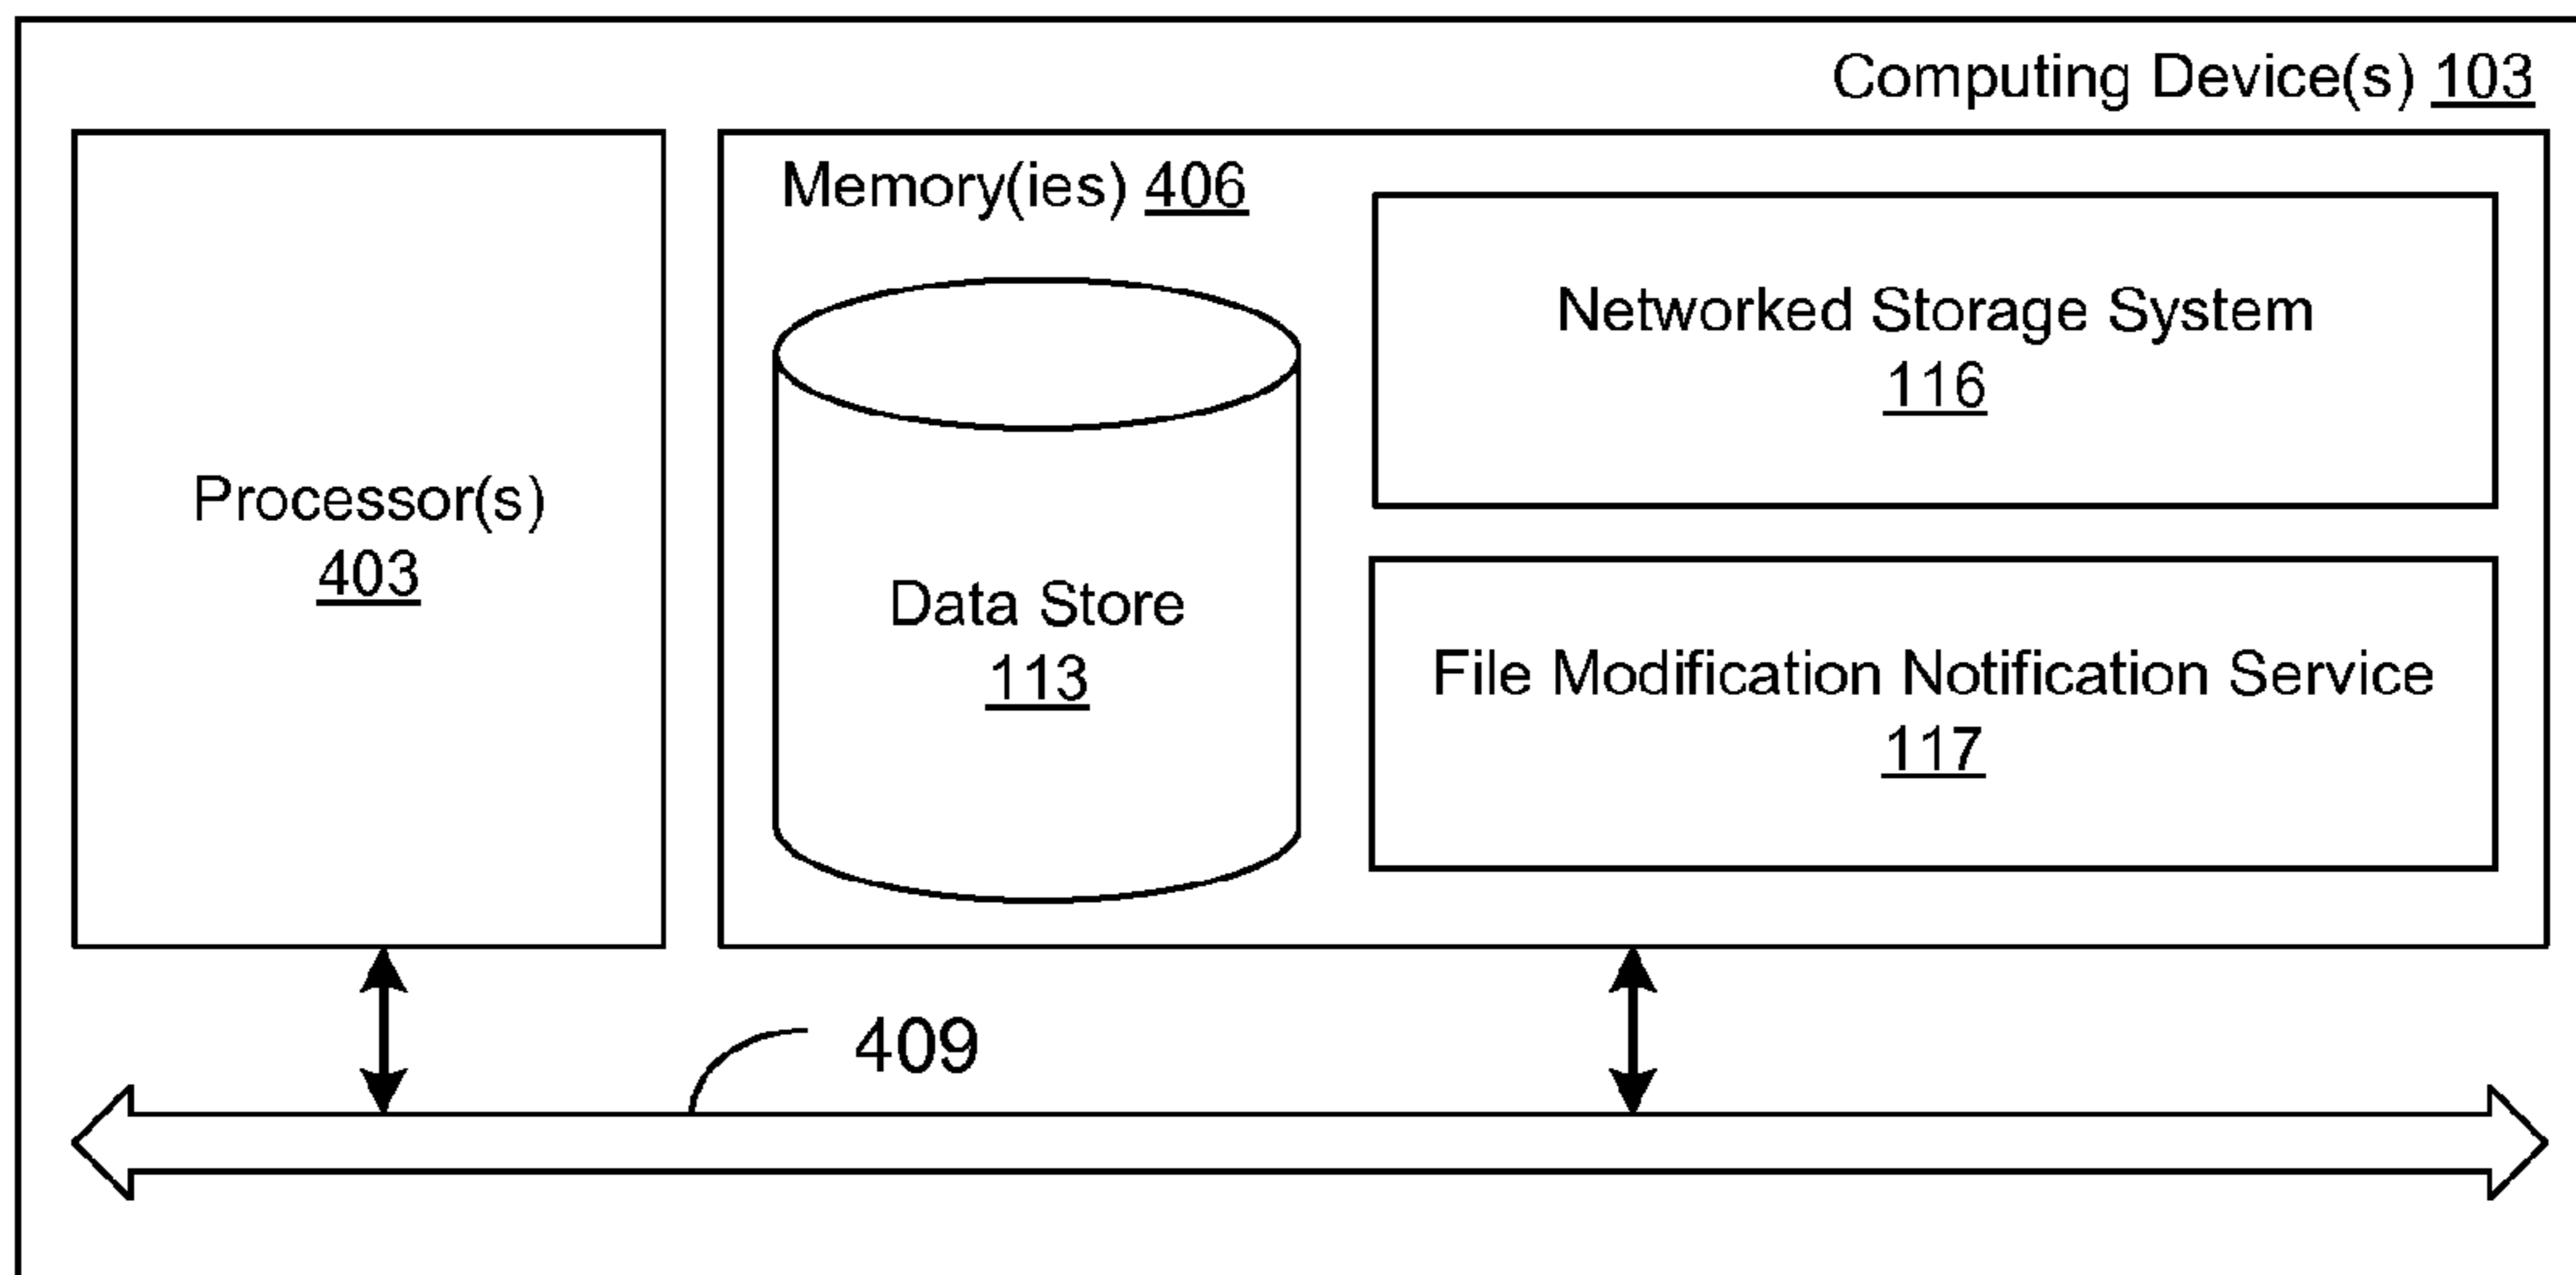 Computing Device(s) 103
Processor(s)
403
Memory(ies) 406
Data Store
113
Networked Storage System
116
File Modification Notification Service
117
409